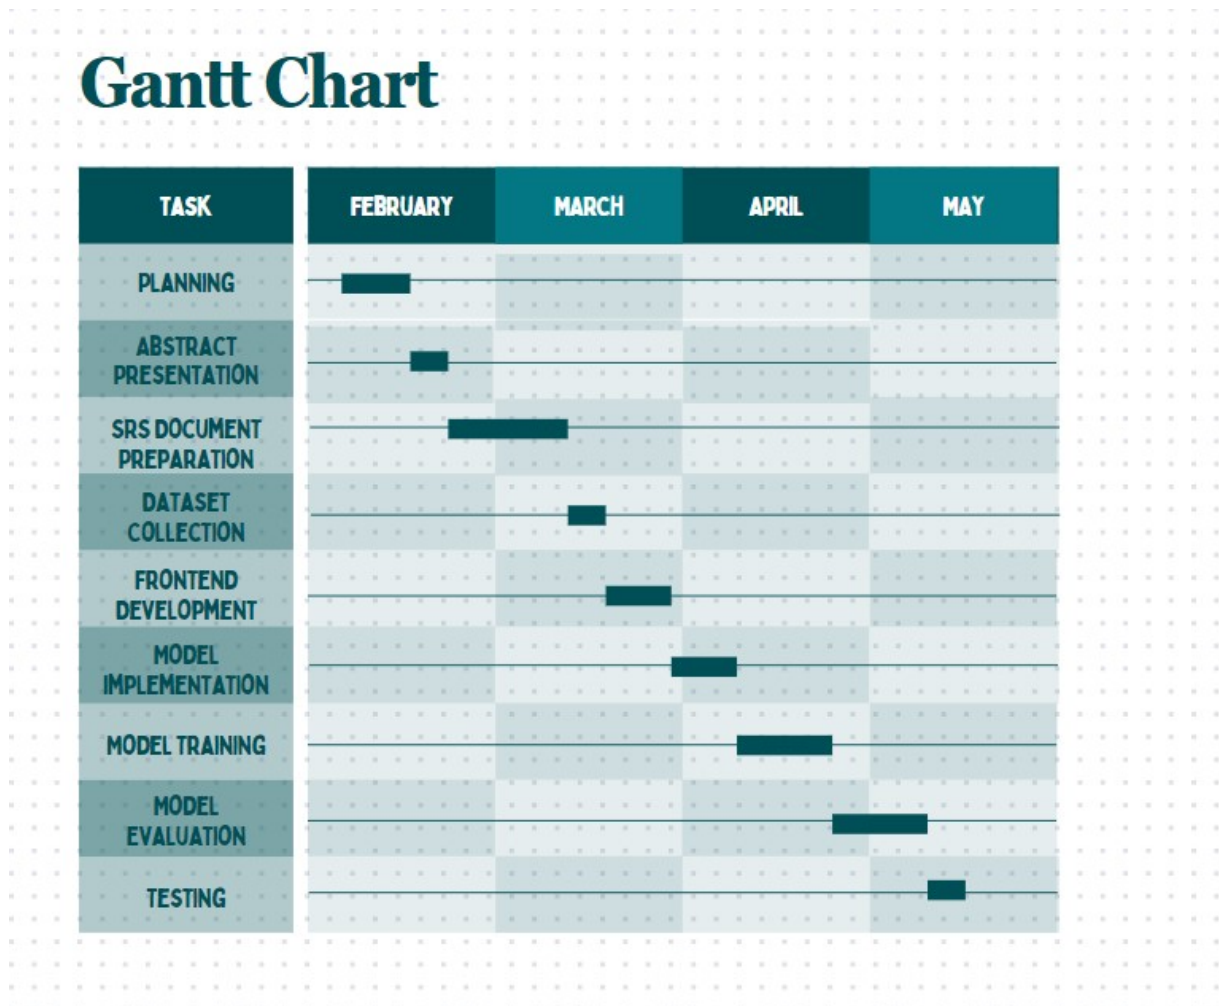 Gantt Chart
TASK
FEBRUARY
MARCH
APRIL
MAY
PLANNING
ABSTRACT
PRESENTATION
SRS DOCUMENT
PREPARATION
DATASET
COLLECTION
FRONTEND
DEVELOPMENT
MODEL
IMPLEMENTATION
MODEL TRAINING
MODEL
EVALUATION
TESTING